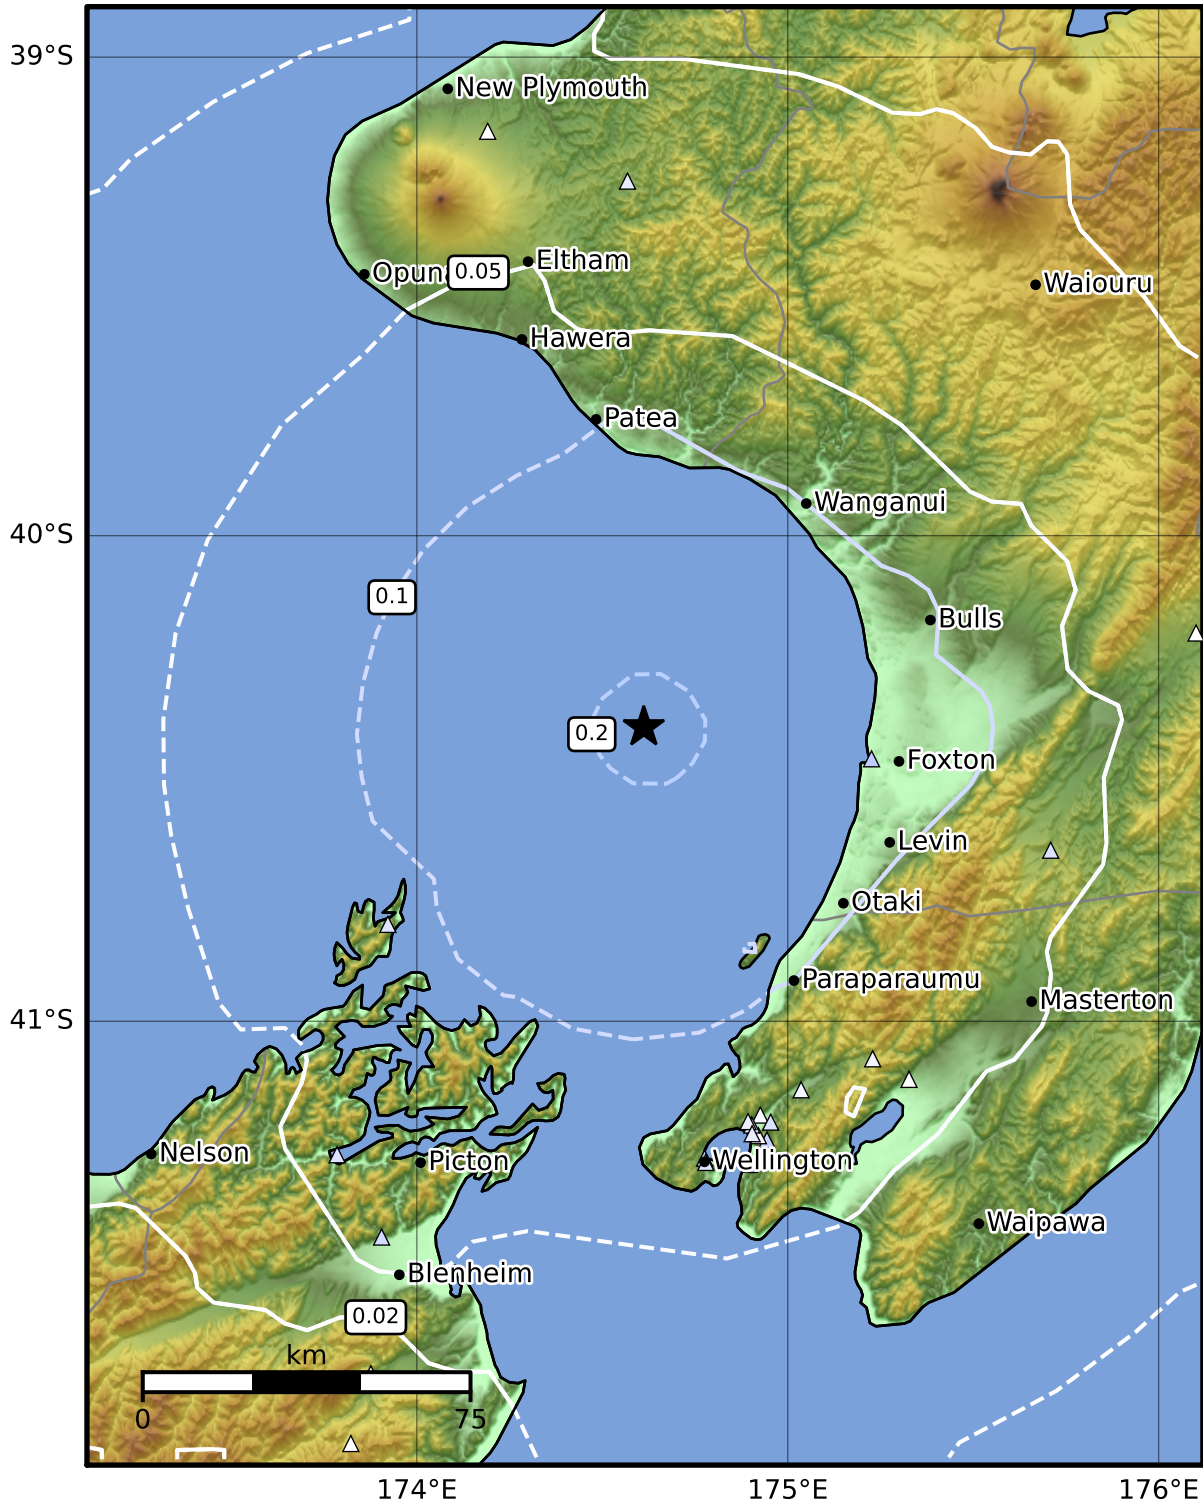 39°S
New Plymouth
Eltham
Opuna
0.05
Waiouru
Hawera
Patea
Wanganui
40°S
0.1
Bulls
0.2
Foxton
Levin
Otaki
Paraparaumu
Masterton
41°S
Nelson
Picton
Wellington
Waipawa
Blenheim
0.02
km
0
75
174°E
175°E
176°E